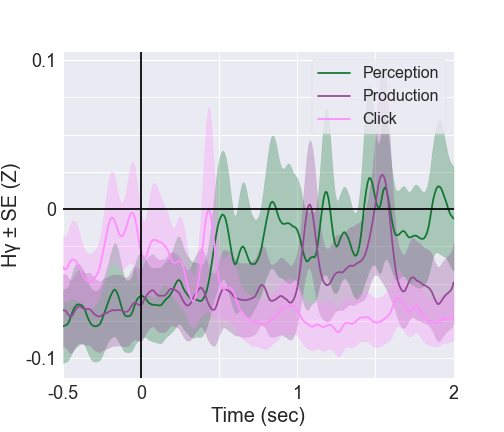 0.1
Perception
Production
Click
Hγ ± SE (Z)
0
-0.1
-0.5
0
1
2
Time (sec)